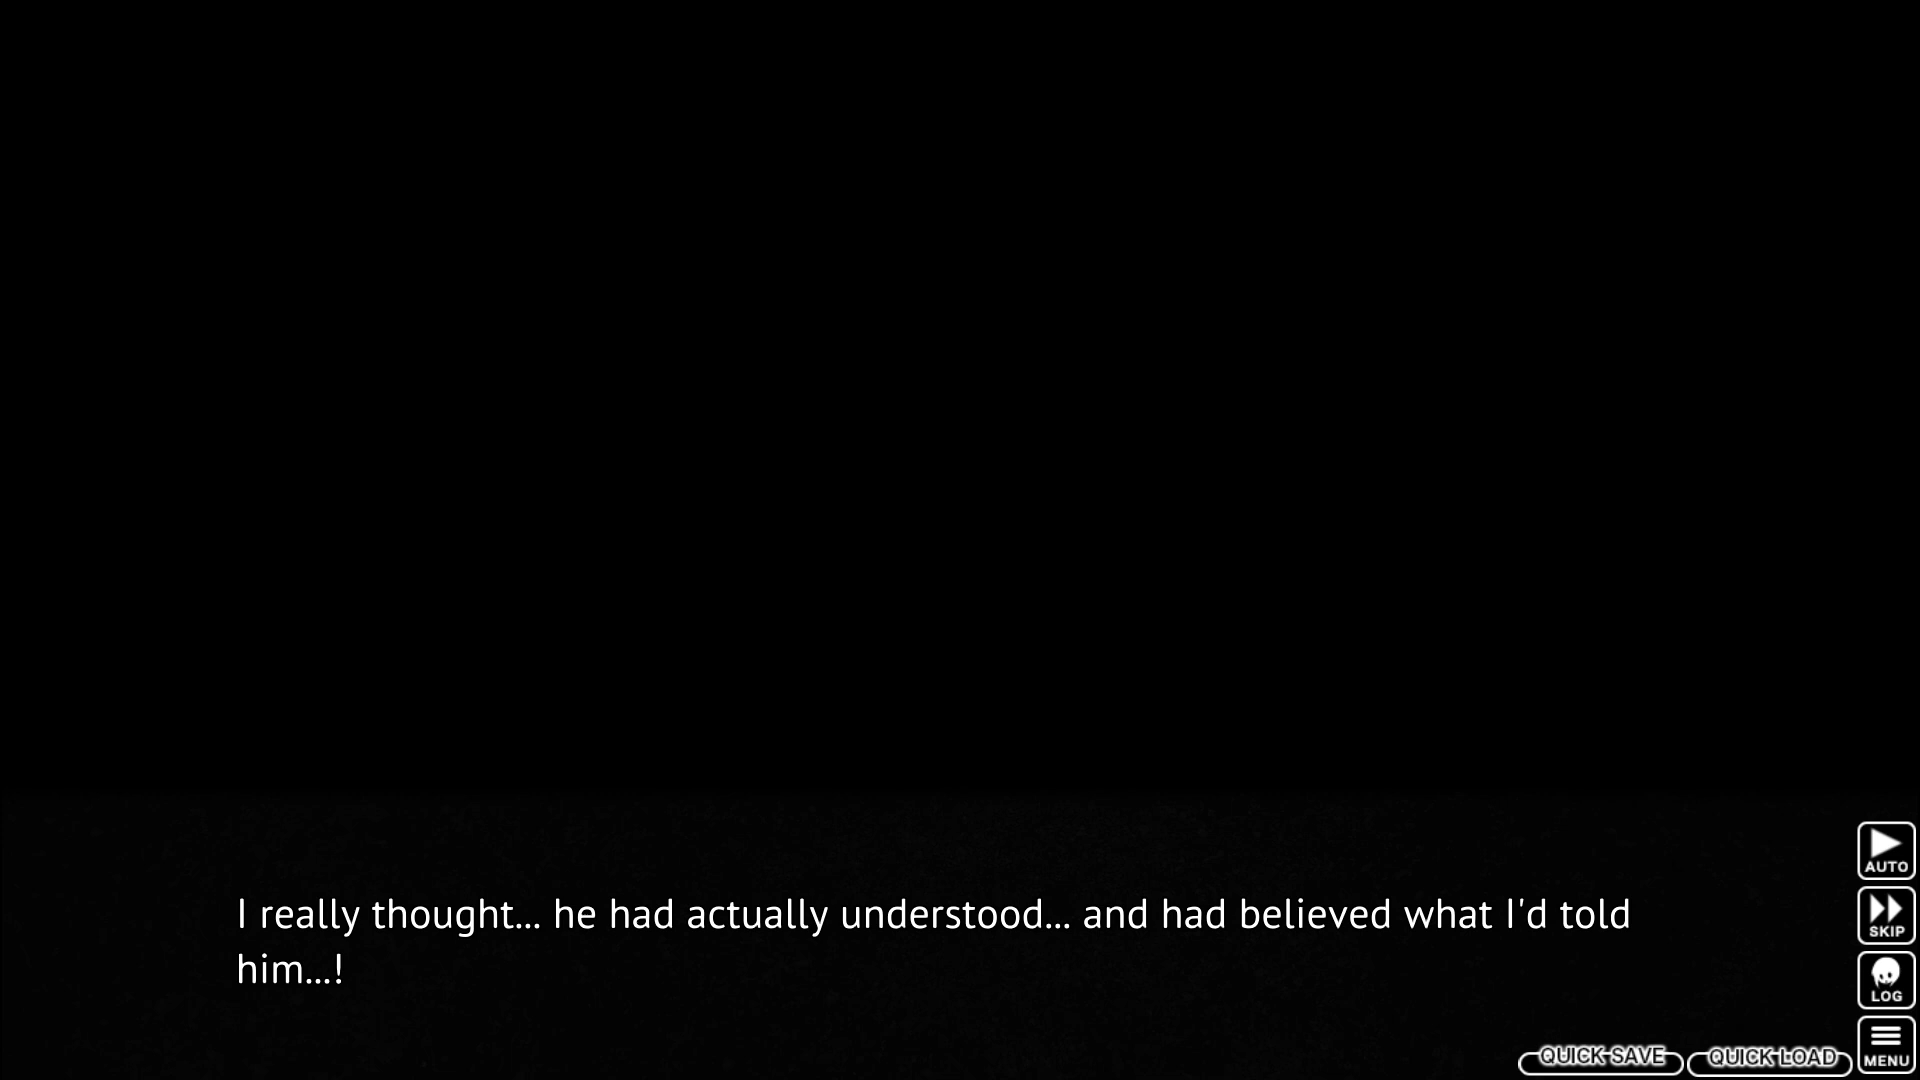 I really thought... he had actually understood... and had believed what I'd told
him...!
AUTO
SKIP
LOG
MENU
QUICK SAVE
QUICK LOAD